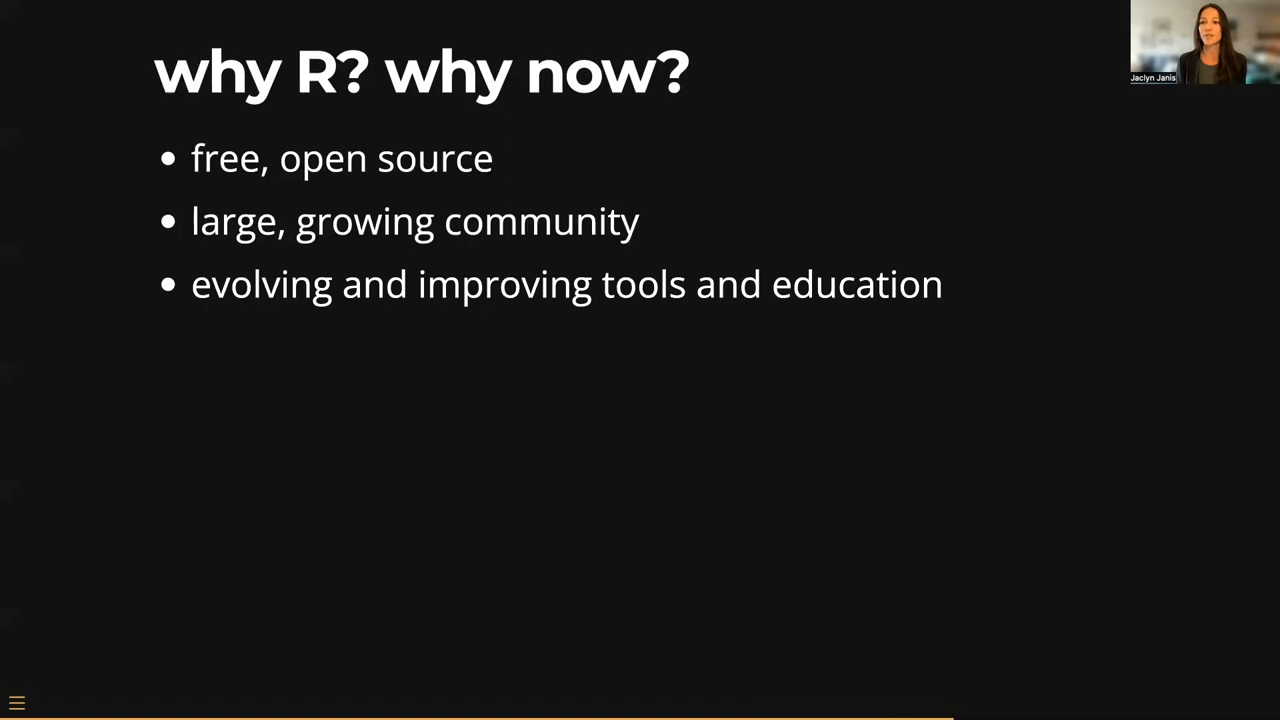 why R? why now?
Jaclyn Janis
free, open source
large, growing community
evolving and improving tools and education